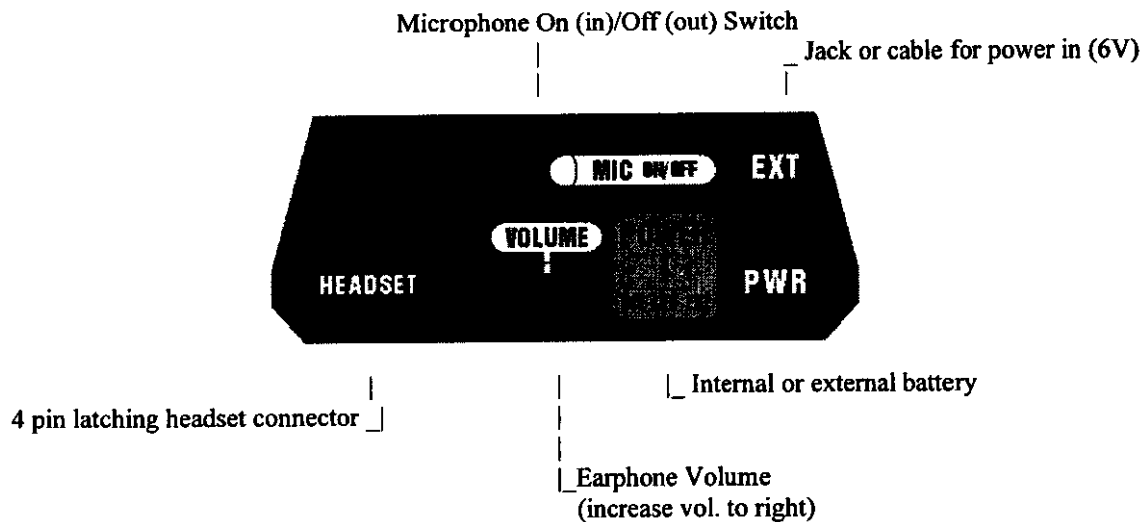 Microphone On (in)/Off (out) Switch
Jack or cable for power in (6V)
MIC ON/OFF
EXT
VOLUME
HEADSET
PWR
Internal or external battery
4 pin latching headset connector
Earphone Volume
(increase vol. to right)